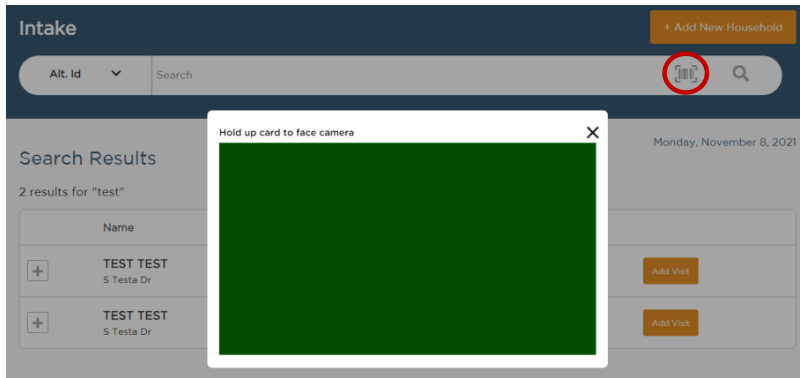 Intake
+ Add New Household
Alt. Id
Search
Hold up card to face camera
Monday, November 8, 2021
Search Results
2 results for "test"
Name
TEST TEST
S Testa Dr
Add Visit
TEST TEST
S Testa Dr
Add Visit